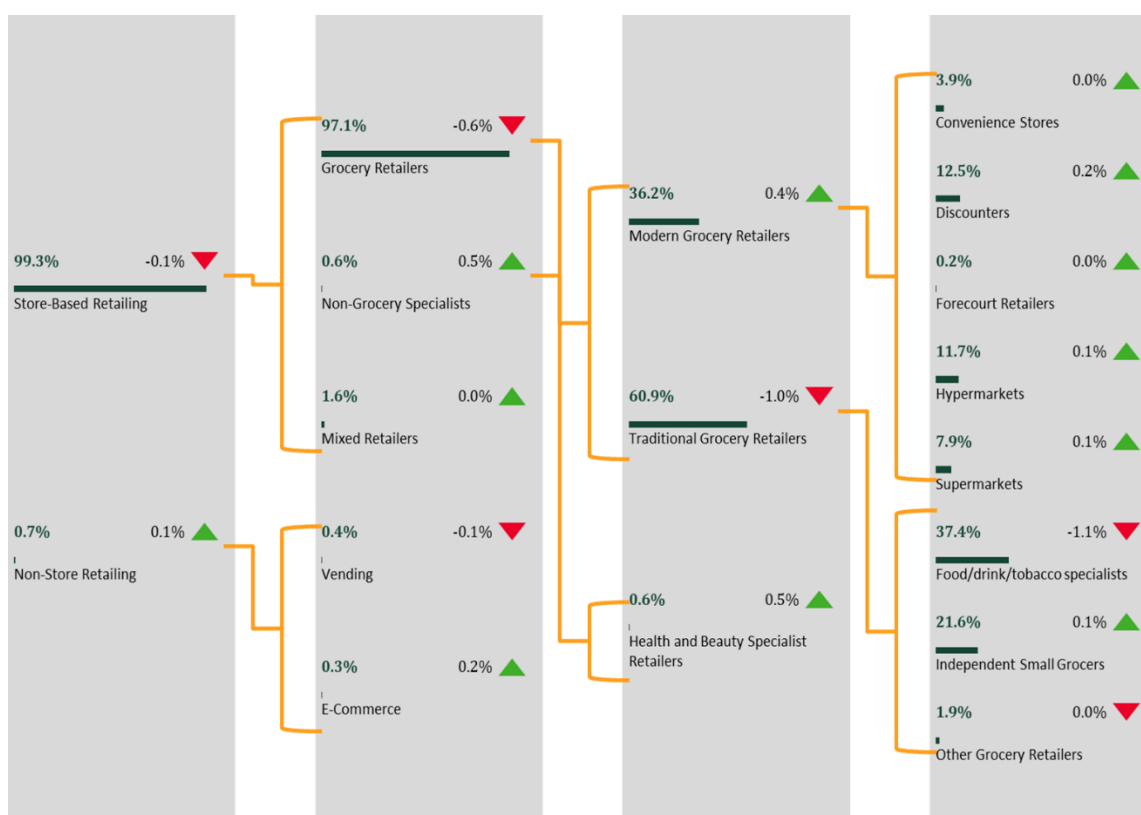 99.3% -0.1%
Store-Based Retailing
0.7% 0.1%
Non-Store Retailing
97.1% -0.6%
Grocery Retailers
0.6% 0.5%
Non-Grocery Specialists
1.6% 0.0%
Mixed Retailers
0.4% -0.1%
Vending
0.3% 0.2%
E-Commerce
36.2% 0.4%
Modern Grocery Retailers
60.9% -1.0%
Traditional Grocery Retailers
0.6% 0.5%
Health and Beauty Specialist
Retailers
3.9% 0.0%
Convenience Stores
12.5% 0.2%
Discounters
0.2% 0.0%
Forecourt Retailers
11.7% 0.1%
Hypermarkets
7.9% 0.1%
Supermarkets
37.4% -1.1%
Food/drink/tobacco specialists
21.6% 0.1%
Independent Small Grocers
1.9% 0.0%
Other Grocery Retailers